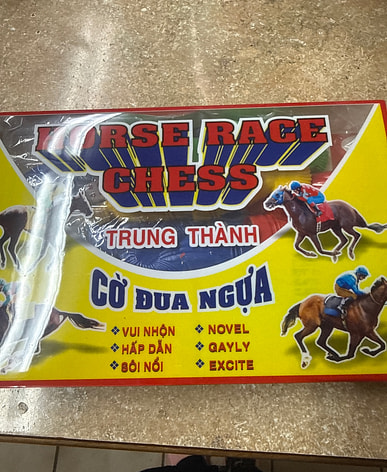 HORSE RACE
CHESS
TRUNG THÀNH
CỜ ĐUA NGỰA
❖ VUI NHỘN ❖ NOVEL
❖ HẤP DẪN ❖ GAYLY
❖ SÔI NỔI ❖ EXCITE